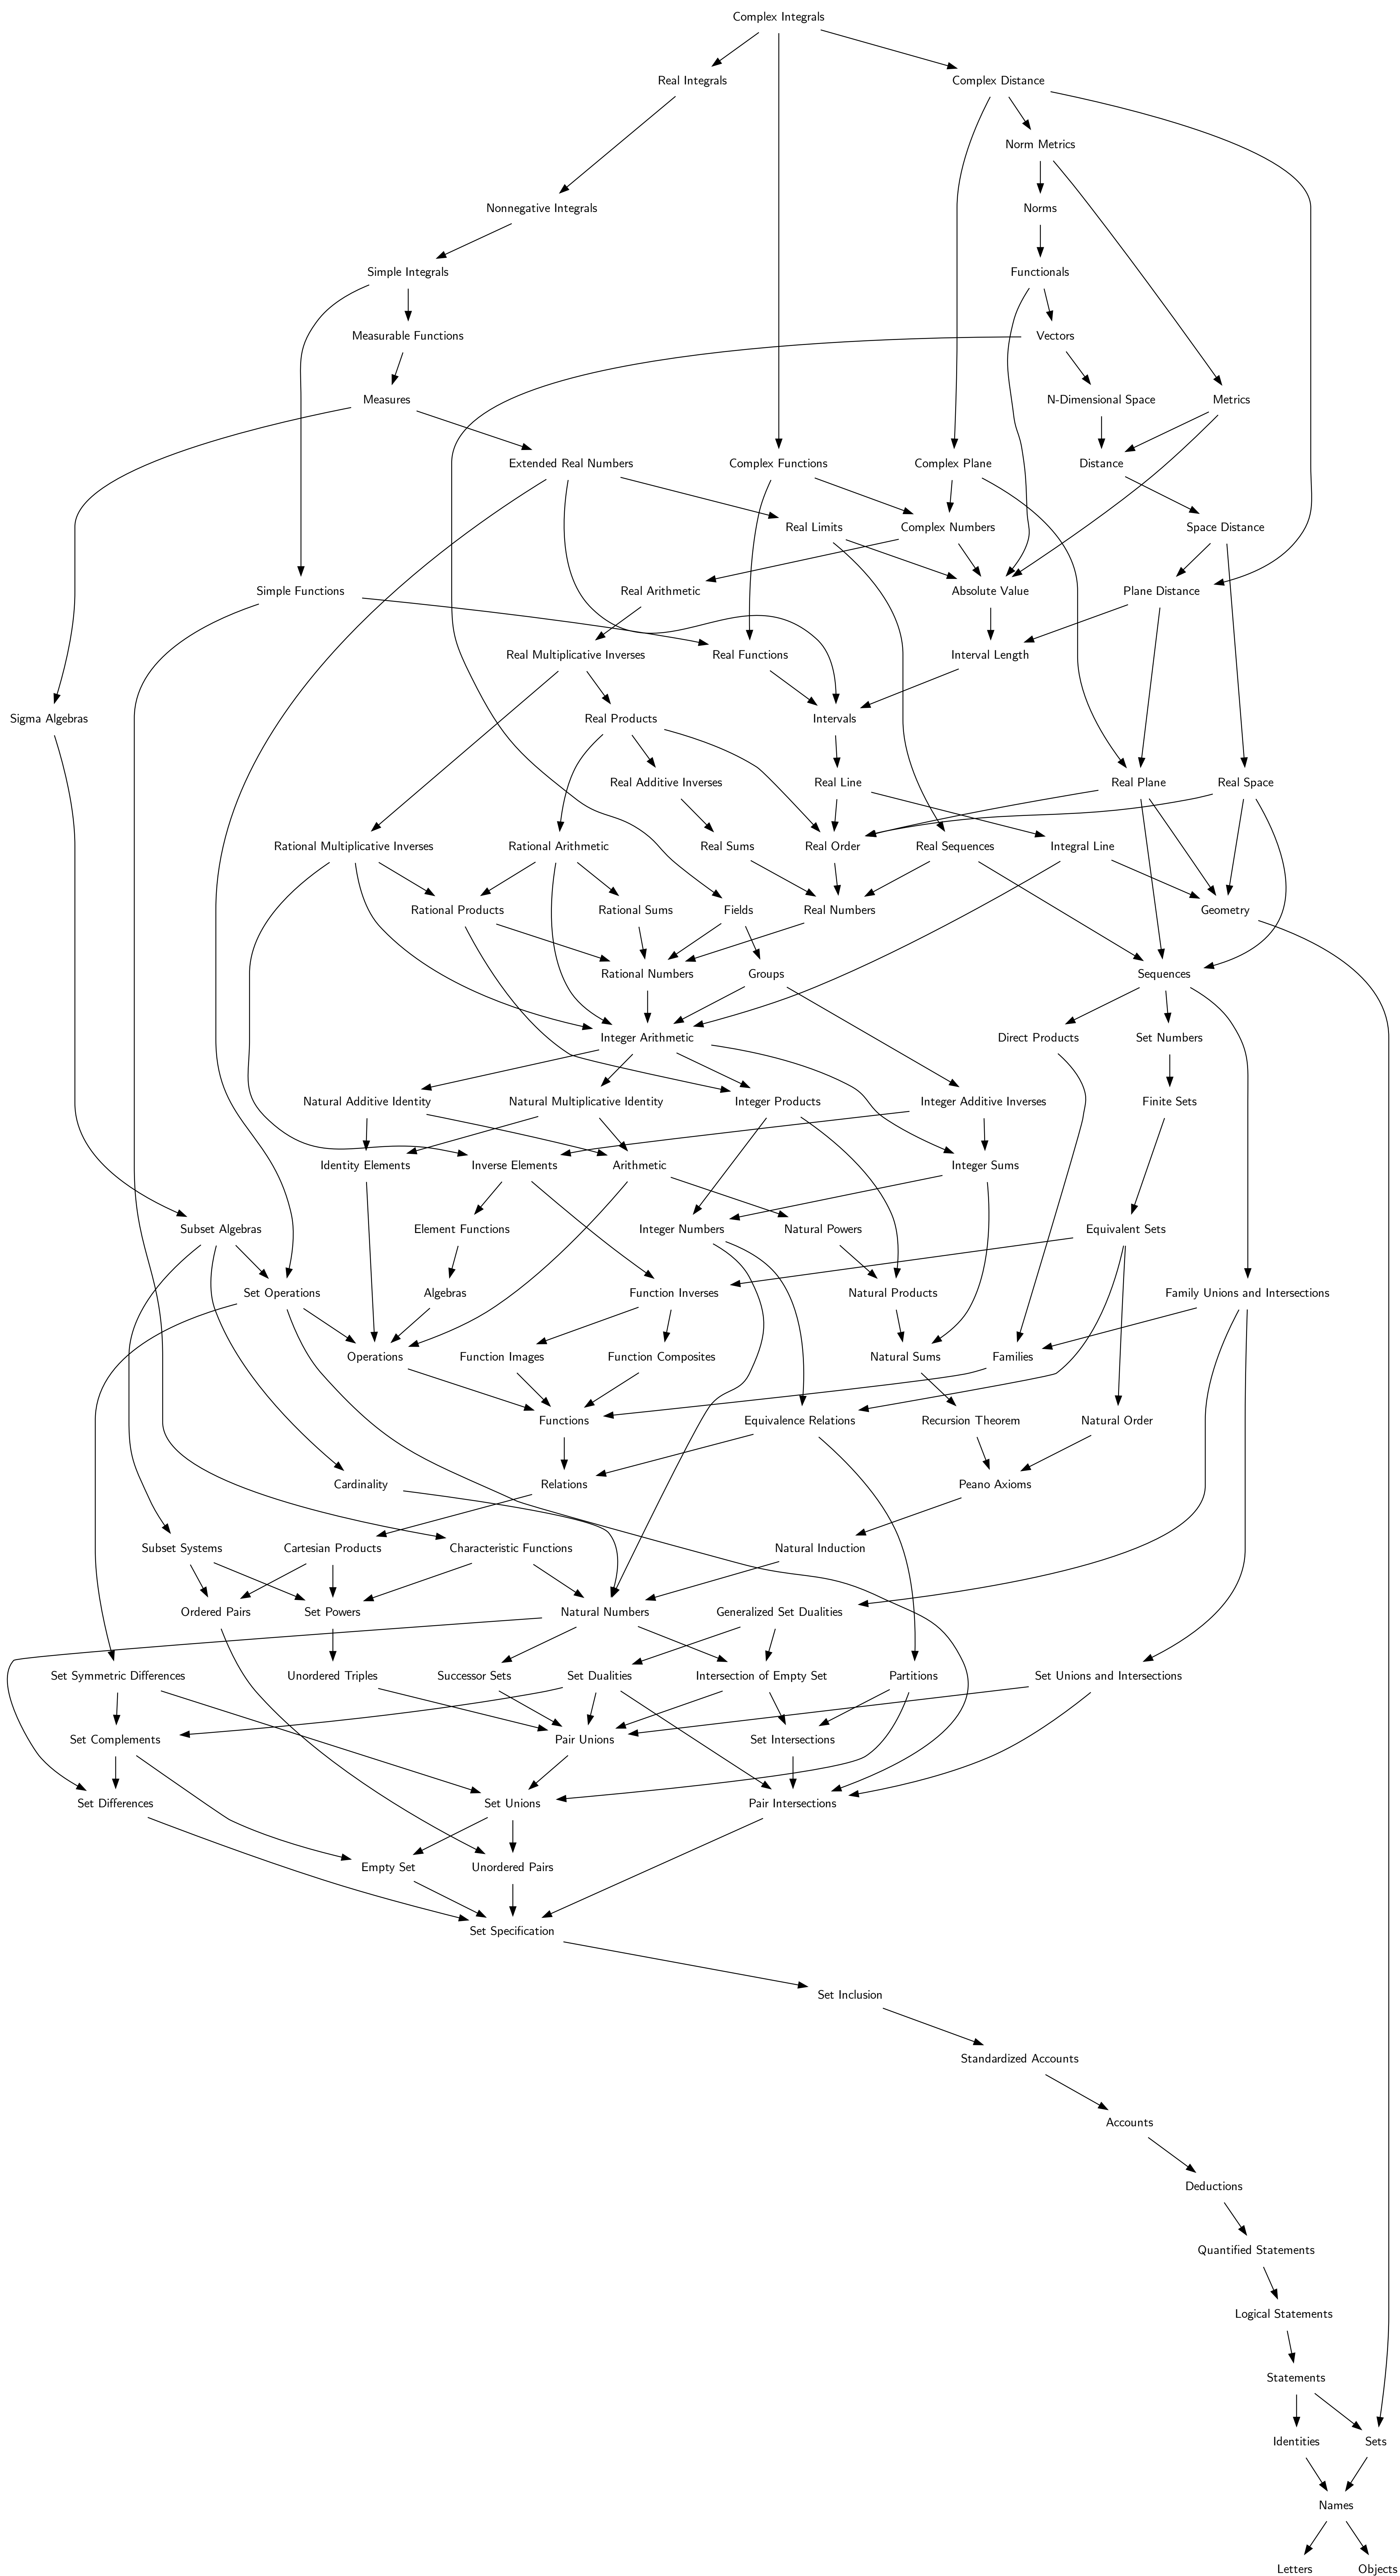 Complex Integrals
Real Integrals
Complex Distance
Norm Metrics
Nonnegative Integrals
Norms
Simple Integrals
Functionals
Measurable Functions
Vectors
Measures
N-Dimensional Space
Metrics
Extended Real Numbers
Complex Functions
Complex Plane
Distance
Real Limits
Complex Numbers
Space Distance
Simple Functions
Real Arithmetic
Absolute Value
Plane Distance
Real Multiplicative Inverses
Real Functions
Interval Length
Sigma Algebras
Real Products
Intervals
Real Additive Inverses
Real Line
Real Plane
Real Space
Rational Multiplicative Inverses
Rational Arithmetic
Real Sums
Real Order
Real Sequences
Integral Line
Rational Products
Rational Sums
Fields
Real Numbers
Geometry
Rational Numbers
Groups
Sequences
Integer Arithmetic
Direct Products
Set Numbers
Natural Additive Identity
Natural Multiplicative Identity
Integer Products
Integer Additive Inverses
Finite Sets
Identity Elements
Inverse Elements
Arithmetic
Integer Sums
Subset Algebras
Element Functions
Integer Numbers
Natural Powers
Equivalent Sets
Set Operations
Algebras
Function Inverses
Natural Products
Family Unions and Intersections
Operations
Function Images
Function Composites
Natural Sums
Families
Functions
Equivalence Relations
Recursion Theorem
Natural Order
Cardinality
Relations
Peano Axioms
Subset Systems
Cartesian Products
Characteristic Functions
Natural Induction
Ordered Pairs
Set Powers
Natural Numbers
Generalized Set Dualities
Set Symmetric Differences
Unordered Triples
Successor Sets
Set Dualities
Intersection of Empty Set
Partitions
Set Unions and Intersections
Set Complements
Pair Unions
Set Intersections
Set Differences
Set Unions
Pair Intersections
Empty Set
Unordered Pairs
Set Specification
Set Inclusion
Standardized Accounts
Accounts
Deductions
Quantified Statements
Logical Statements
Statements
Identities
Sets
Names
Letters
Objects